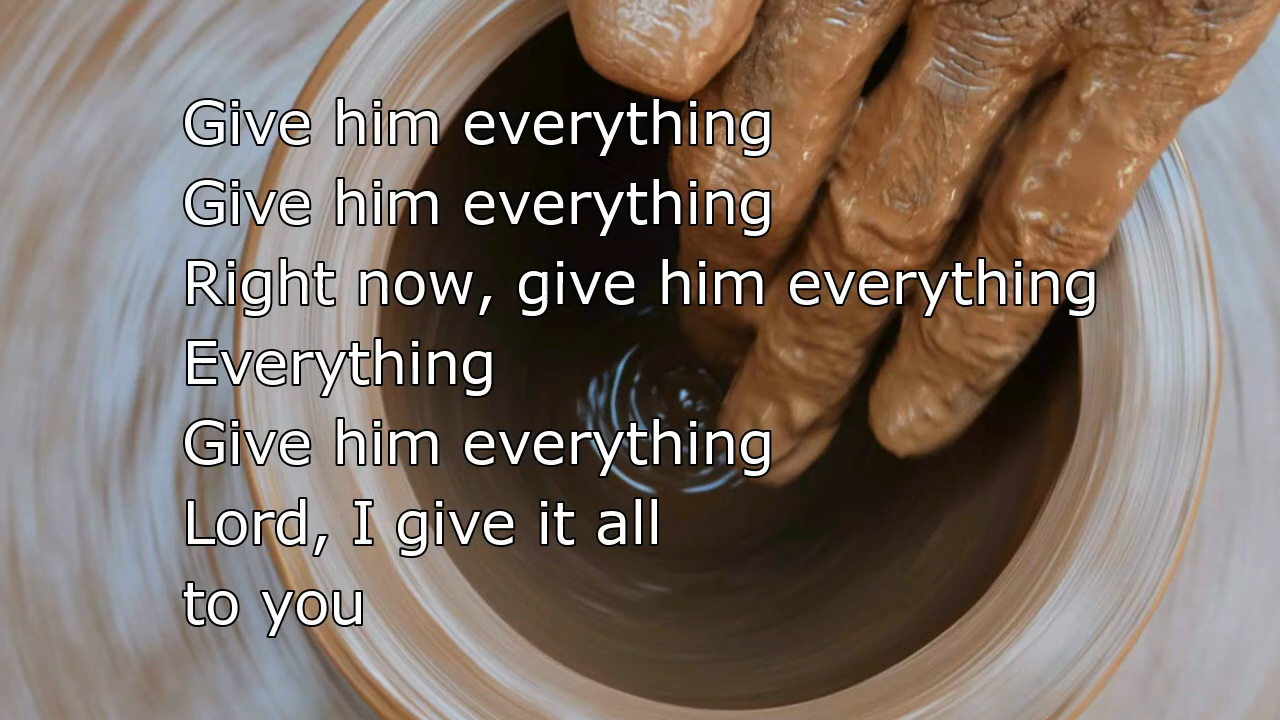 Give him everything
Give him everything
Right now, give him everything
Everything
Give him everything
Lord, I give it all
to you